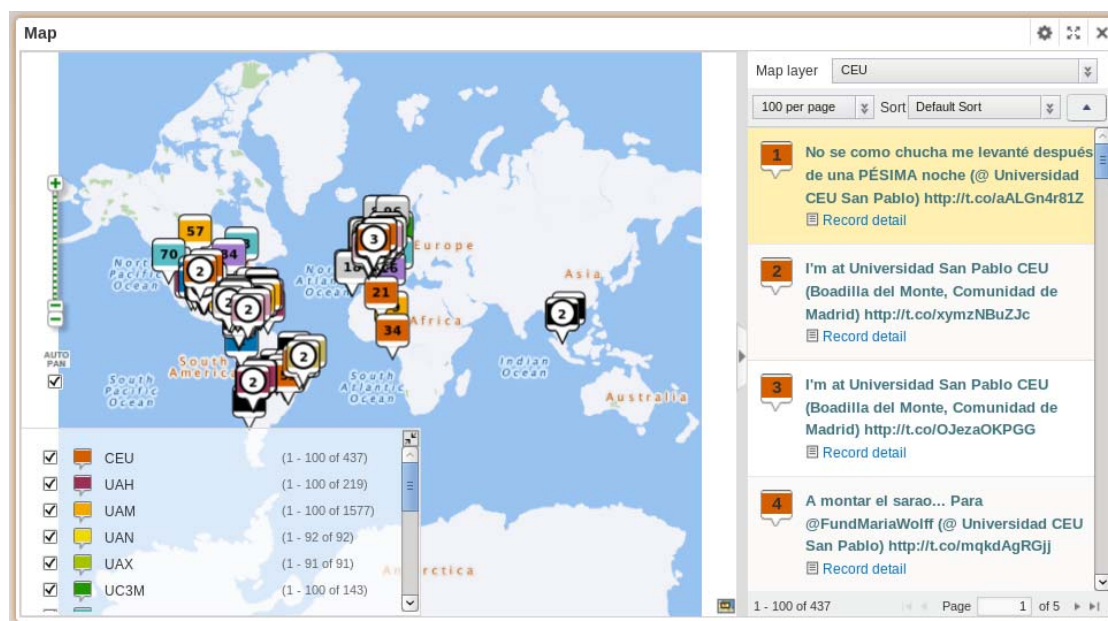 Map
Map layer CEU
100 per page Sort Default Sort
1
No se como chucha me levanté después
de una PÉSIMA noche (@ Universidad
CEU San Pablo) http://t.co/aALGn4r81Z
Record detail
2
I'm at Universidad San Pablo CEU
(Boadilla del Monte, Comunidad de
Madrid) http://t.co/xymzNBuZJc
Record detail
3
I'm at Universidad San Pablo CEU
(Boadilla del Monte, Comunidad de
Madrid) http://t.co/OJezaOKPGG
Record detail
4
A montar el sarao... Para
@FundMariaWolff (@ Universidad CEU
San Pablo) http://t.co/mqkdAgRGjj
Record detail
1 - 100 of 437 Page 1 of 5
57
70
34
2
2
2
3
21
34
2
2
2
Europe
Asia
Africa
South
America
Australia
North
Pacific
Ocean
North
Ocean
South
Pacific
Ocean
South
Atlantic
Ocean
Indian
Ocean
AUTO
PAN
CEU (1 - 100 of 437)
UAH (1 - 100 of 219)
UAM (1 - 100 of 1577)
UAN (1 - 92 of 92)
UAX (1 - 91 of 91)
UC3M (1 - 100 of 143)